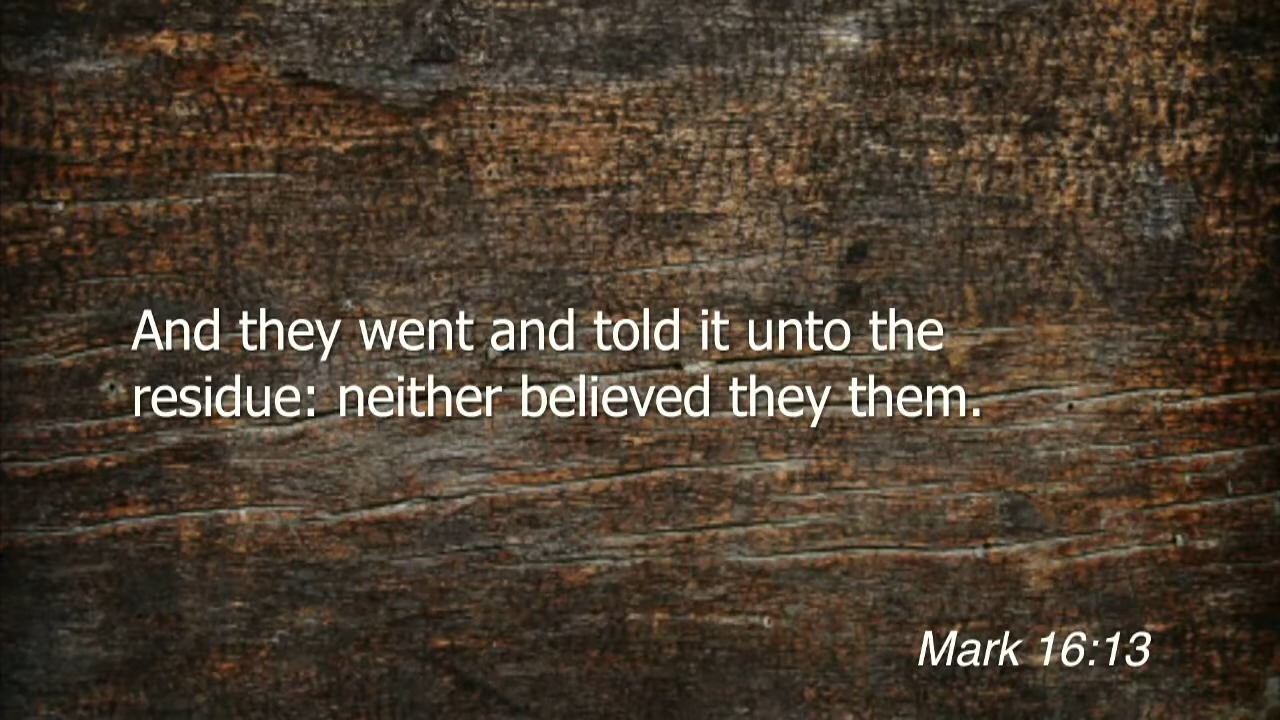 And they went and told it unto the
residue: neither believed they them.
Mark 16:13